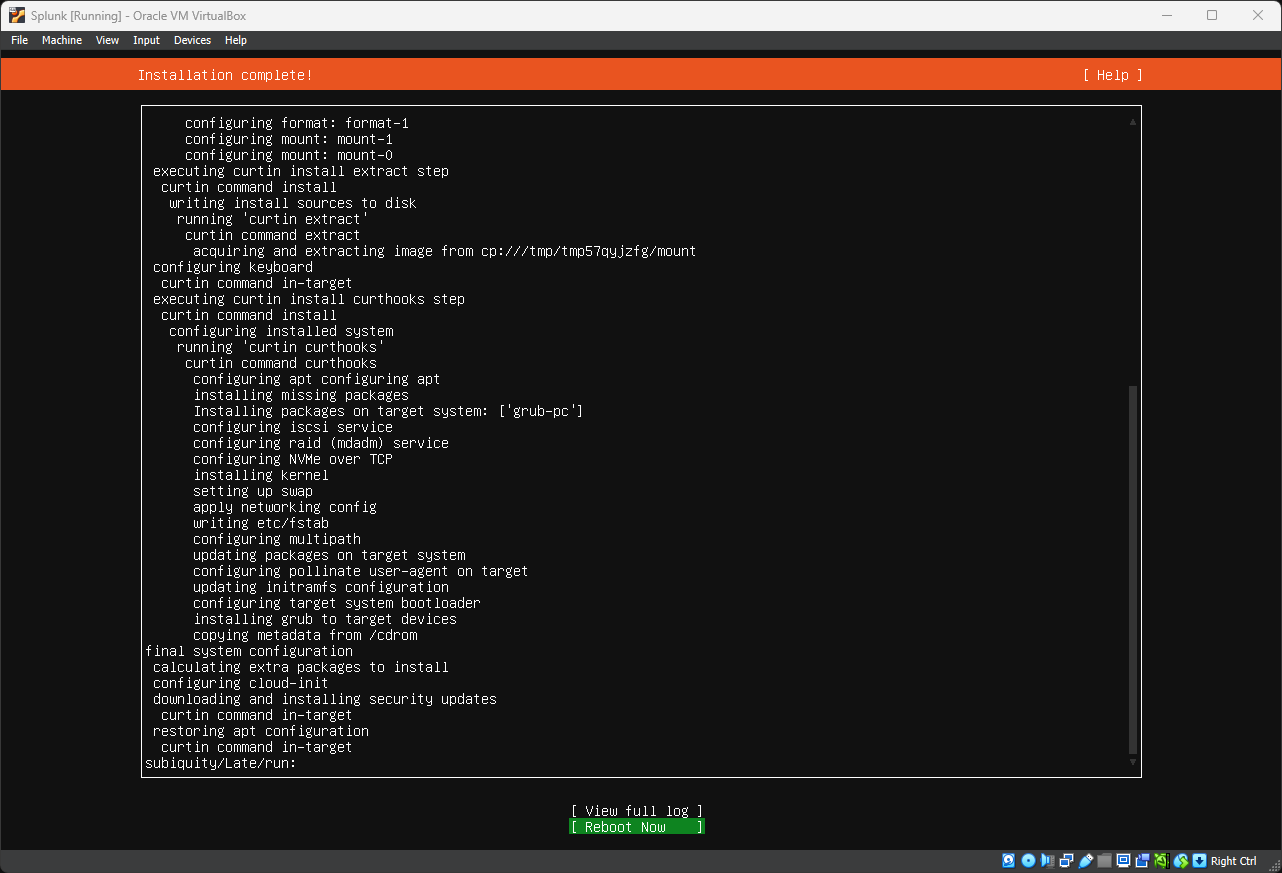 Splunk [Running] - Oracle VM VirtualBox
File Machine View Input Devices Help
Installation complete! [ Help ]
configuring format: format-1
configuring mount: mount-1
configuring mount: mount-0
executing curtin install extract step
curtin command install
writing install sources to disk
running 'curtin extract'
curtin command extract
acquiring and extracting image from cp:///tmp/tmp57qyjzfg/mount
configuring keyboard
curtin command in-target
executing curtin install curthooks step
curtin command install
configuring installed system
running 'curtin curthooks'
curtin command curthooks
configuring apt configuring apt
installing missing packages
Installing packages on target system: ['grub-pc']
configuring iscsi service
configuring raid (mdadm) service
configuring NVMe over TCP
installing kernel
setting up swap
apply networking config
writing etc/fstab
configuring multipath
updating packages on target system
configuring pollinate user-agent on target
updating initramfs configuration
configuring target system bootloader
installing grub to target devices
copying metadata from /cdrom
final system configuration
calculating extra packages to install
configuring cloud-init
downloading and installing security updates
curtin command in-target
restoring apt configuration
curtin command in-target
subiquity/Late/run:
[ View full log ]
[ Reboot Now ]
Right Ctrl